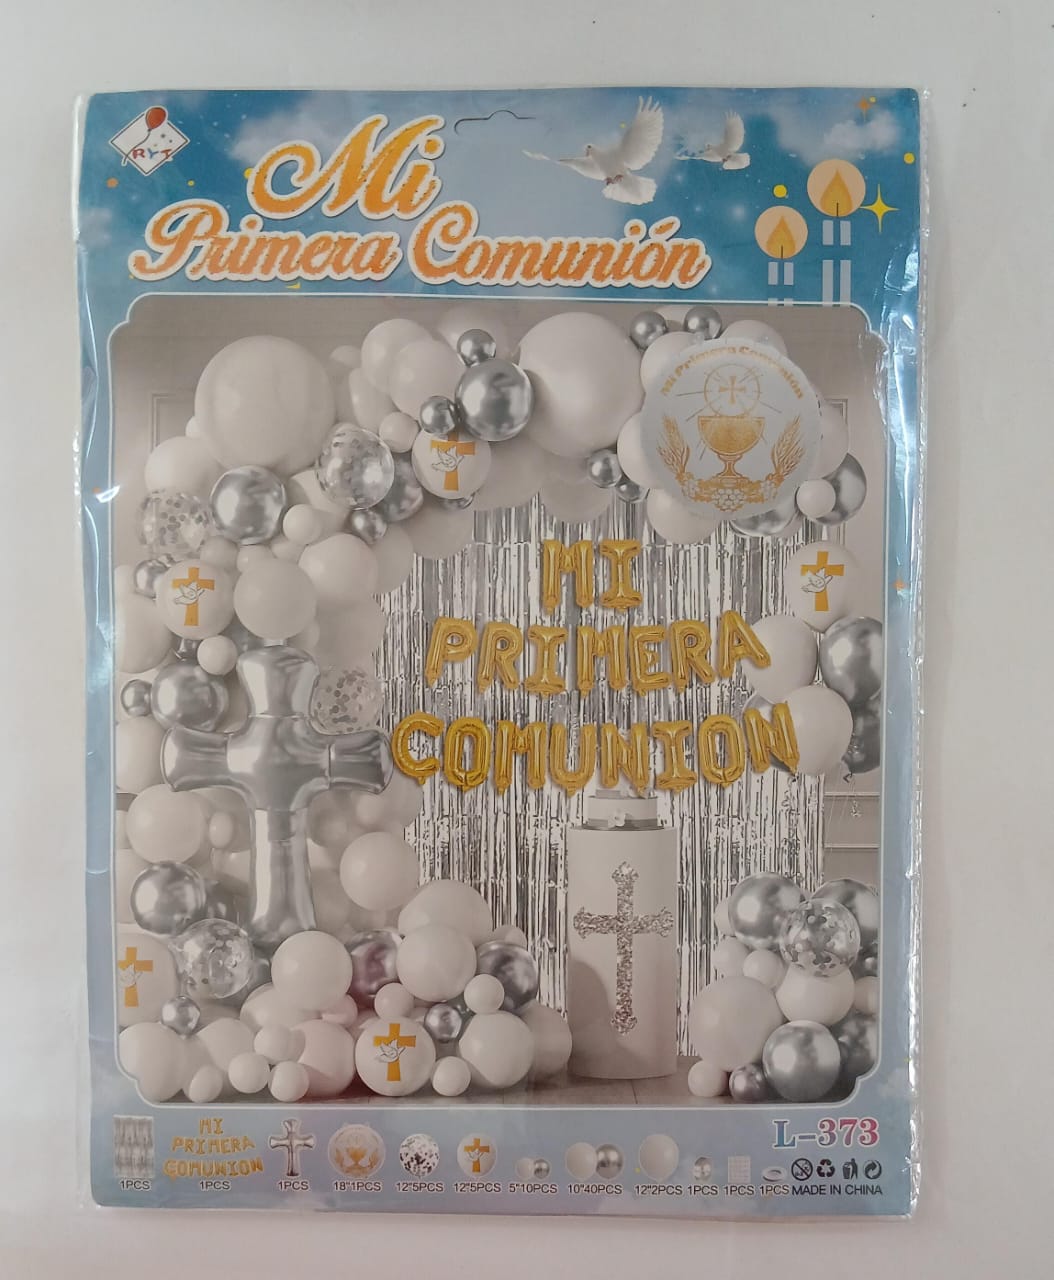 RYT
Mi
Primera Comunión
Mi Primera Comunión
MI
PRIMERA
COMUNION
L-373
MI
PRIMERA
COMUNION
1PCS
1PCS
1PCS
18"1PCS
12"5PCS
12"5PCS
5"10PCS
10"40PCS
12"2PCS
1PCS
1PCS
1PCS
MADE IN CHINA